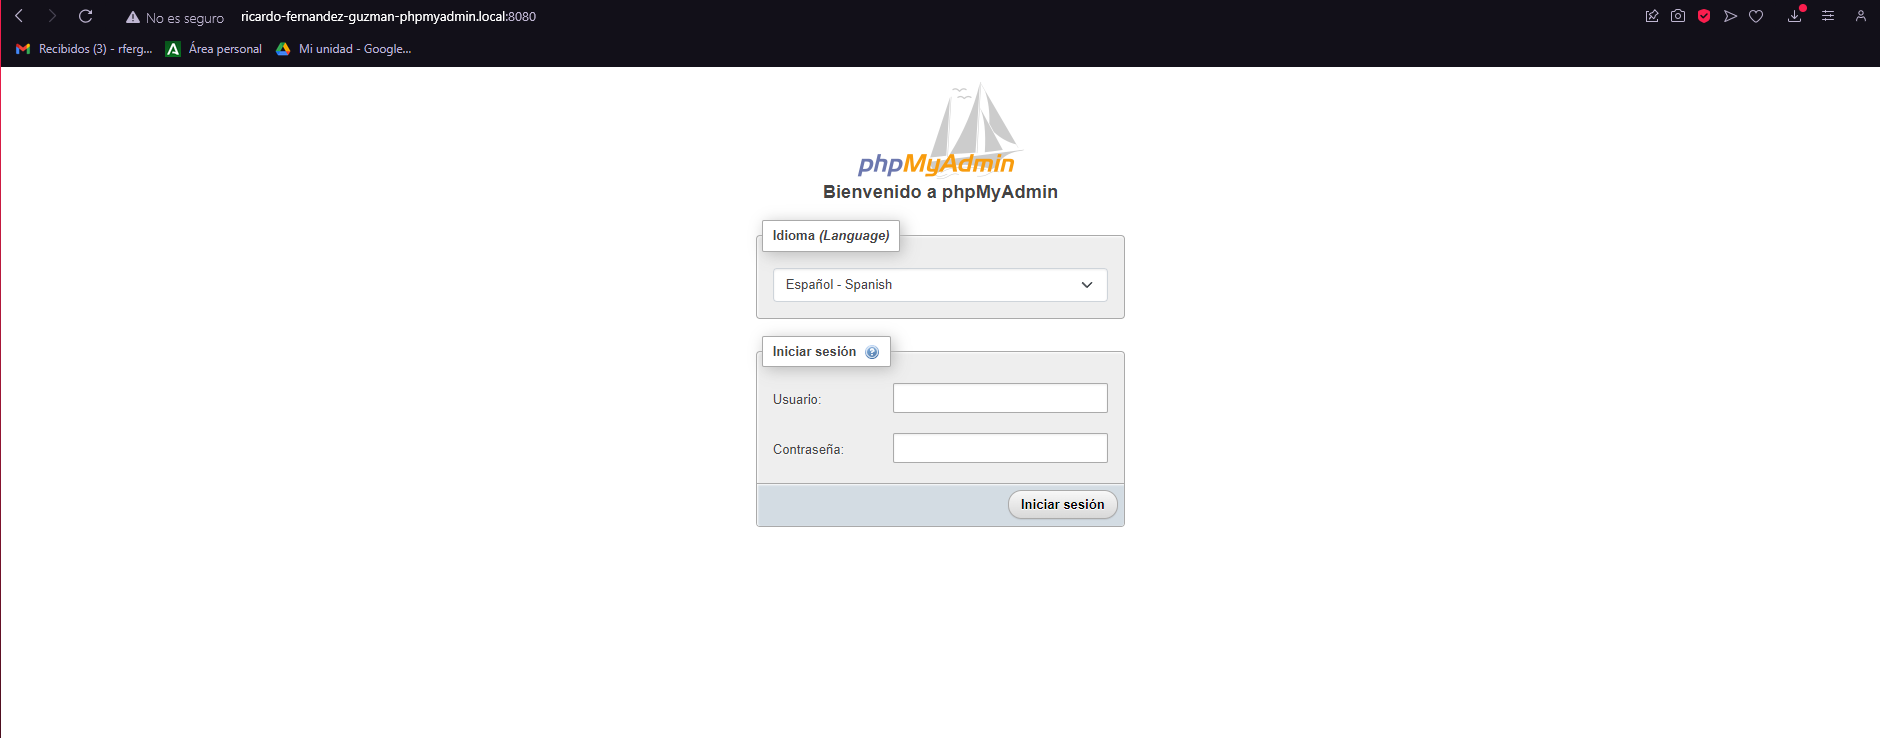 No es seguro ricardo-fernandez-guzman-phpmyadmin.local:8080
Recibidos (3) - rferg... Área personal Mi unidad - Google...
phpMyAdmin
Bienvenido a phpMyAdmin
Idioma (Language)
Español - Spanish
Iniciar sesión
Usuario:
Contraseña:
Iniciar sesión